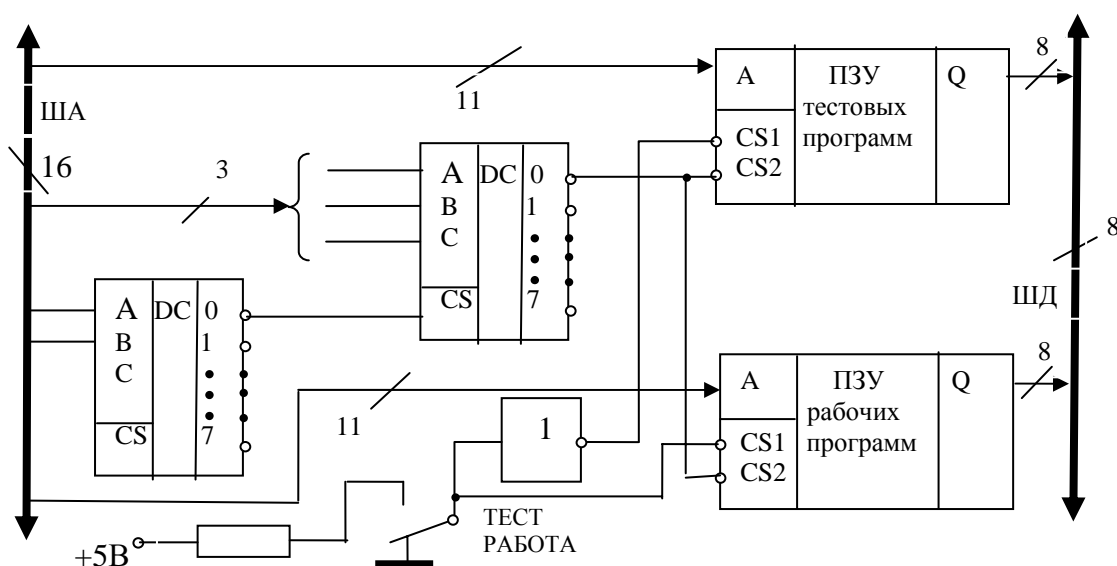 ША
16
11
3
A
ПЗУ
тестовых
программ
Q
CS1
CS2
8
A
DC
0
B
1
C
CS
7
8
ШД
A
DC
0
B
1
C
CS
7
11
1
A
ПЗУ
рабочих
программ
Q
CS1
CS2
8
ТЕСТ
РАБОТА
+5В